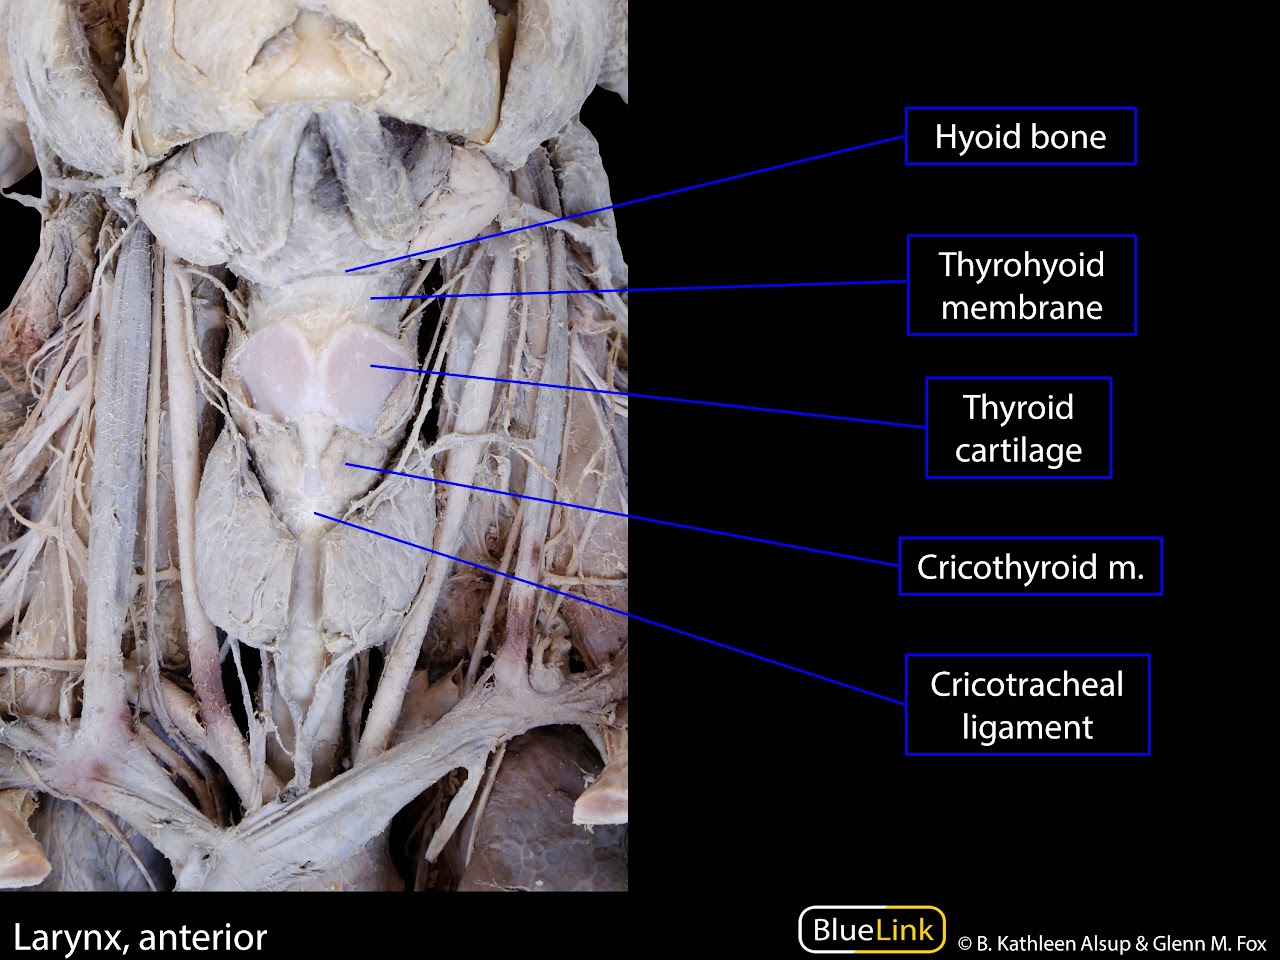 Hyoid bone
Thyrohyoid
membrane
Thyroid
cartilage
Cricothyroid m.
Cricotracheal
ligament
Larynx, anterior
BlueLink
© B. Kathleen Alsup & Glenn M. Fox